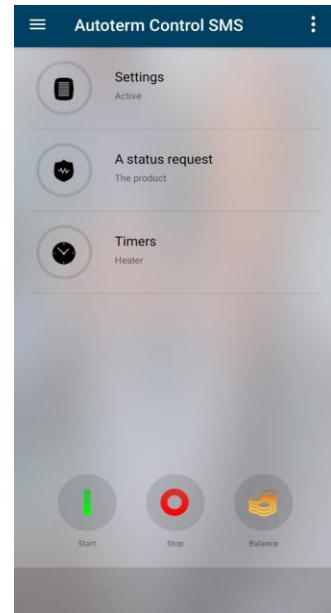 Autoterm Control SMS
Settings
Active
A status request
The product
Timers
Heater
Start
Stop
Balance